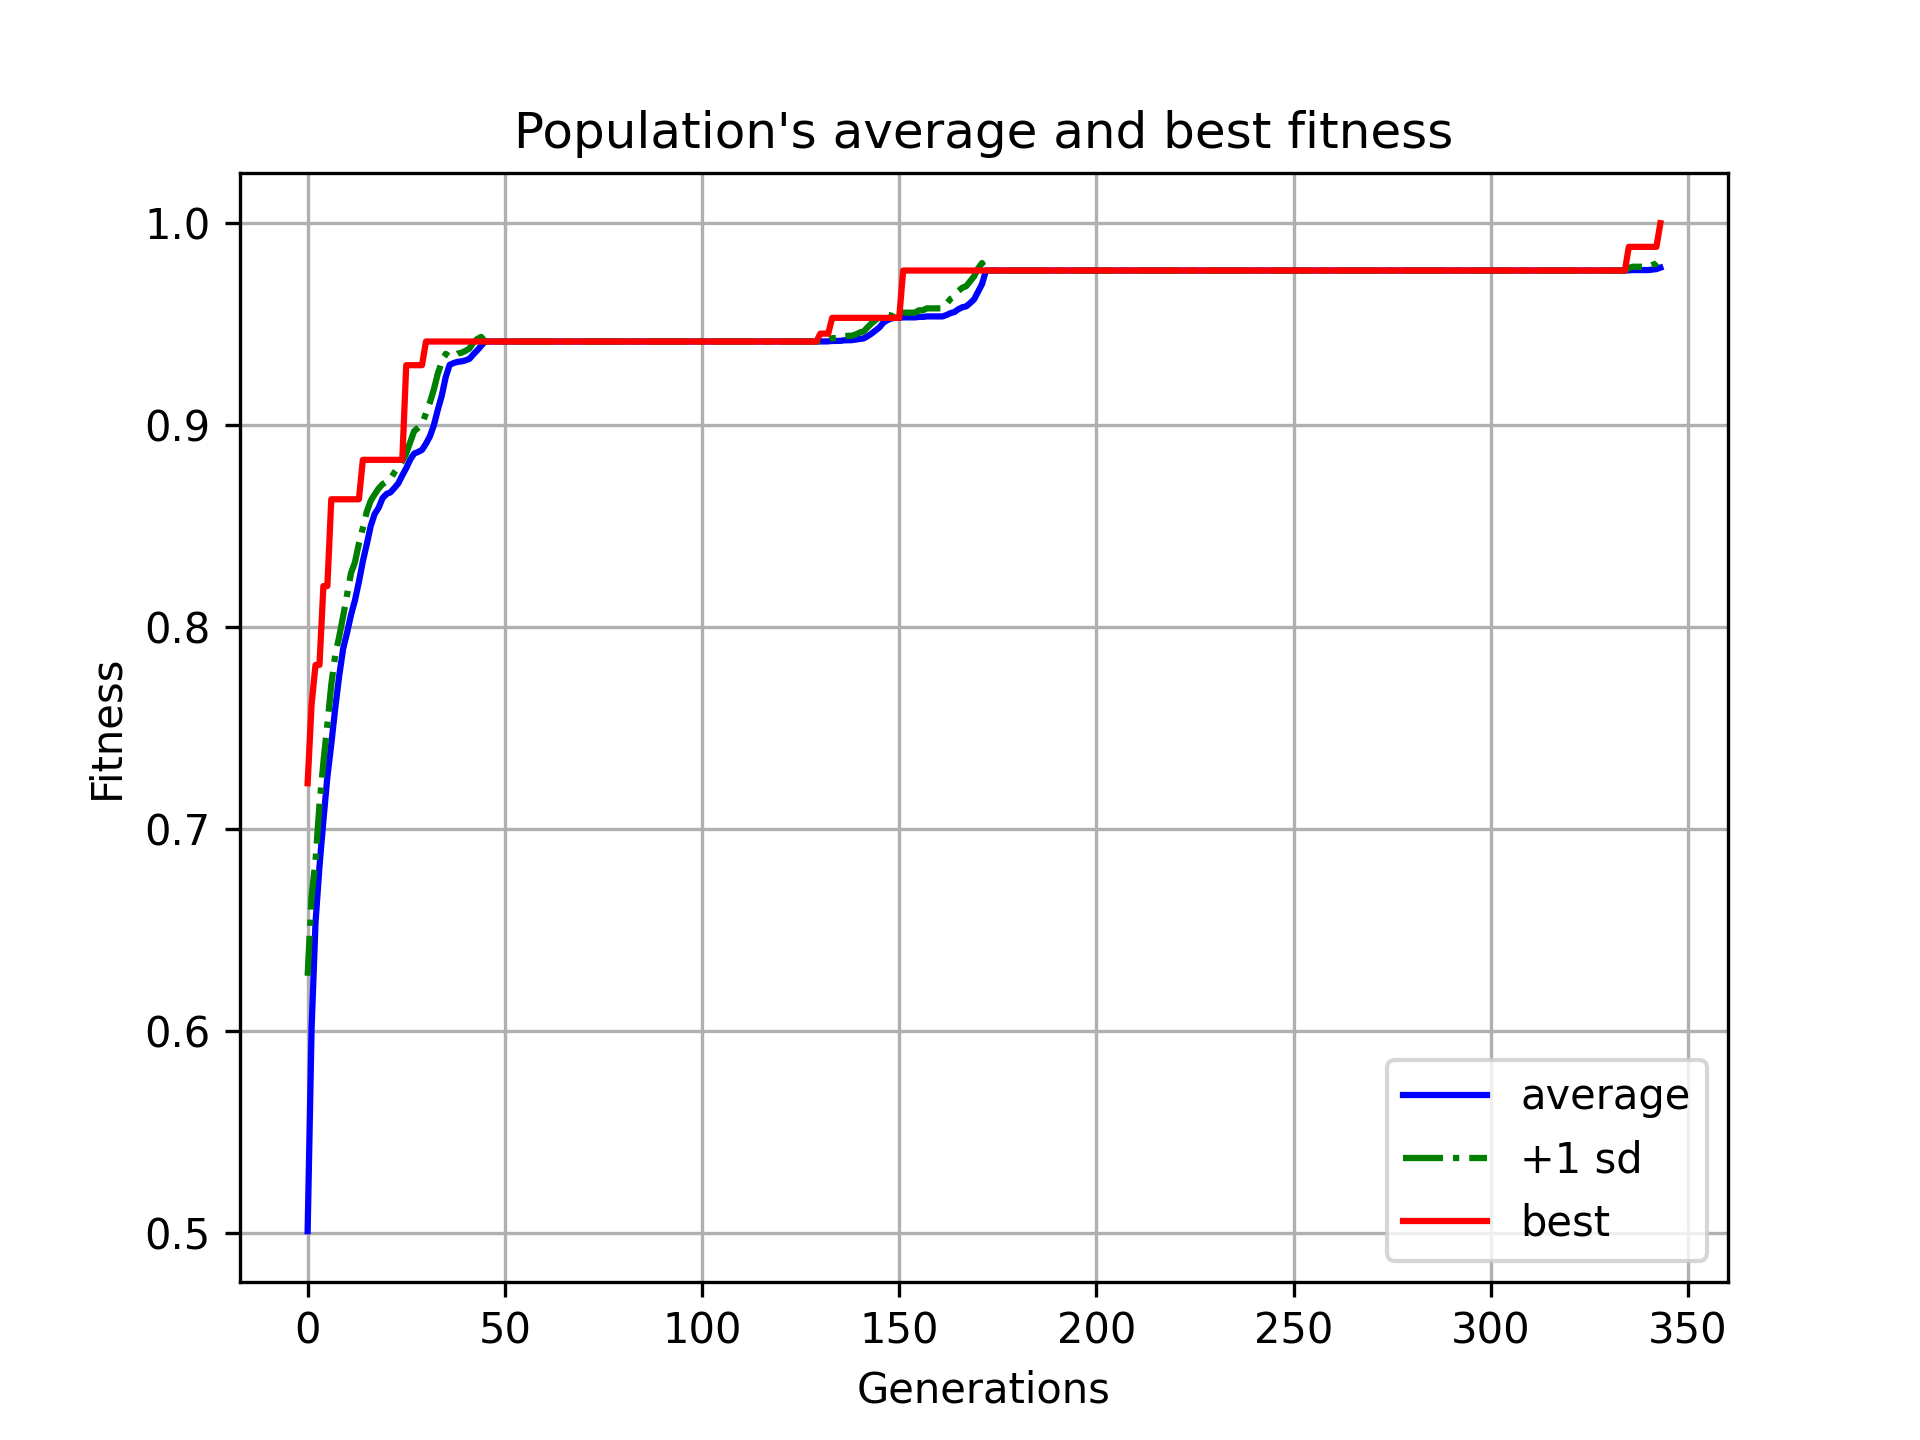 Population's average and best fitness
1.0
0.9
0.8
0.7
0.6
0.5
Fitness
0 50 100 150 200 250 300 350
Generations
average
+1 sd
best